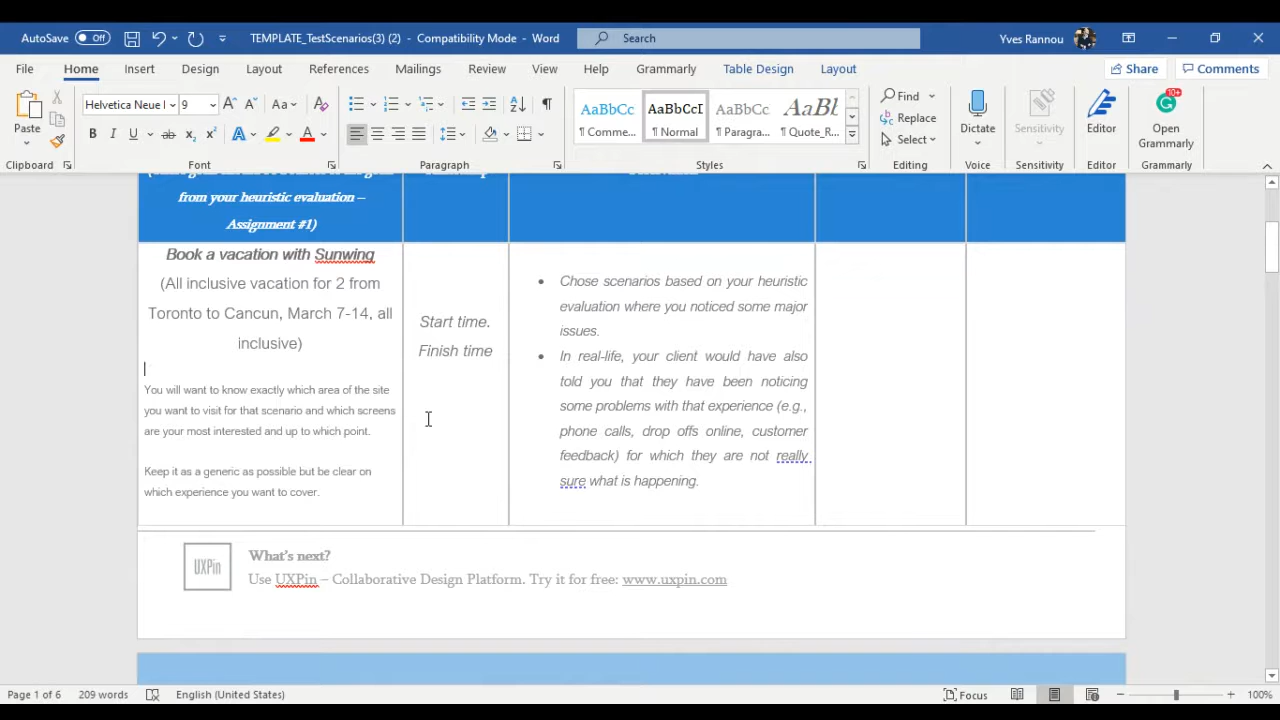 AutoSave Off TEMPLATE_TestScenarios(3) (2) - Compatibility Mode - Word Search Yves Rannou
File Home Insert Design Layout References Mailings Review View Help Grammarly Table Design Layout Share Comments
Paste Helvetica Neue 9 Aa
AaBbCc AaBbCcI AaBbCc AaBl
¶ Comme... ¶ Normal ¶ Paragra... ¶ Quote_R...
Find
Replace
Select
Dictate
Sensitivity
Editor
Open
Grammarly
Clipboard Font Paragraph Styles Editing Voice Sensitivity Editor Grammarly
from your heuristic evaluation –
Assignment #1)
Book a vacation with Sunwing
(All inclusive vacation for 2 from
Toronto to Cancun, March 7-14, all
inclusive)
You will want to know exactly which area of the site
you want to visit for that scenario and which screens
are your most interested and up to which point.
Keep it as a generic as possible but be clear on
which experience you want to cover.
Start time.
Finish time
• Chose scenarios based on your heuristic
evaluation where you noticed some major
issues.
• In real-life, your client would have also
told you that they have been noticing
some problems with that experience (e.g.,
phone calls, drop offs online, customer
feedback) for which they are not really
sure what is happening.
UXPin
What's next?
Use UXPin – Collaborative Design Platform. Try it for free: www.uxpin.com
Page 1 of 6 209 words English (United States) Focus 100%